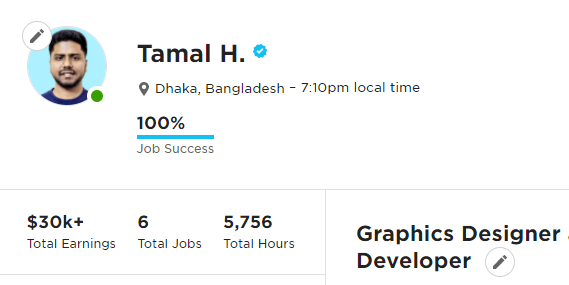 Tamal H.
Dhaka, Bangladesh – 7:10pm local time
100%
Job Success
$30k+
Total Earnings
6
Total Jobs
5,756
Total Hours
Graphics Designer
Developer